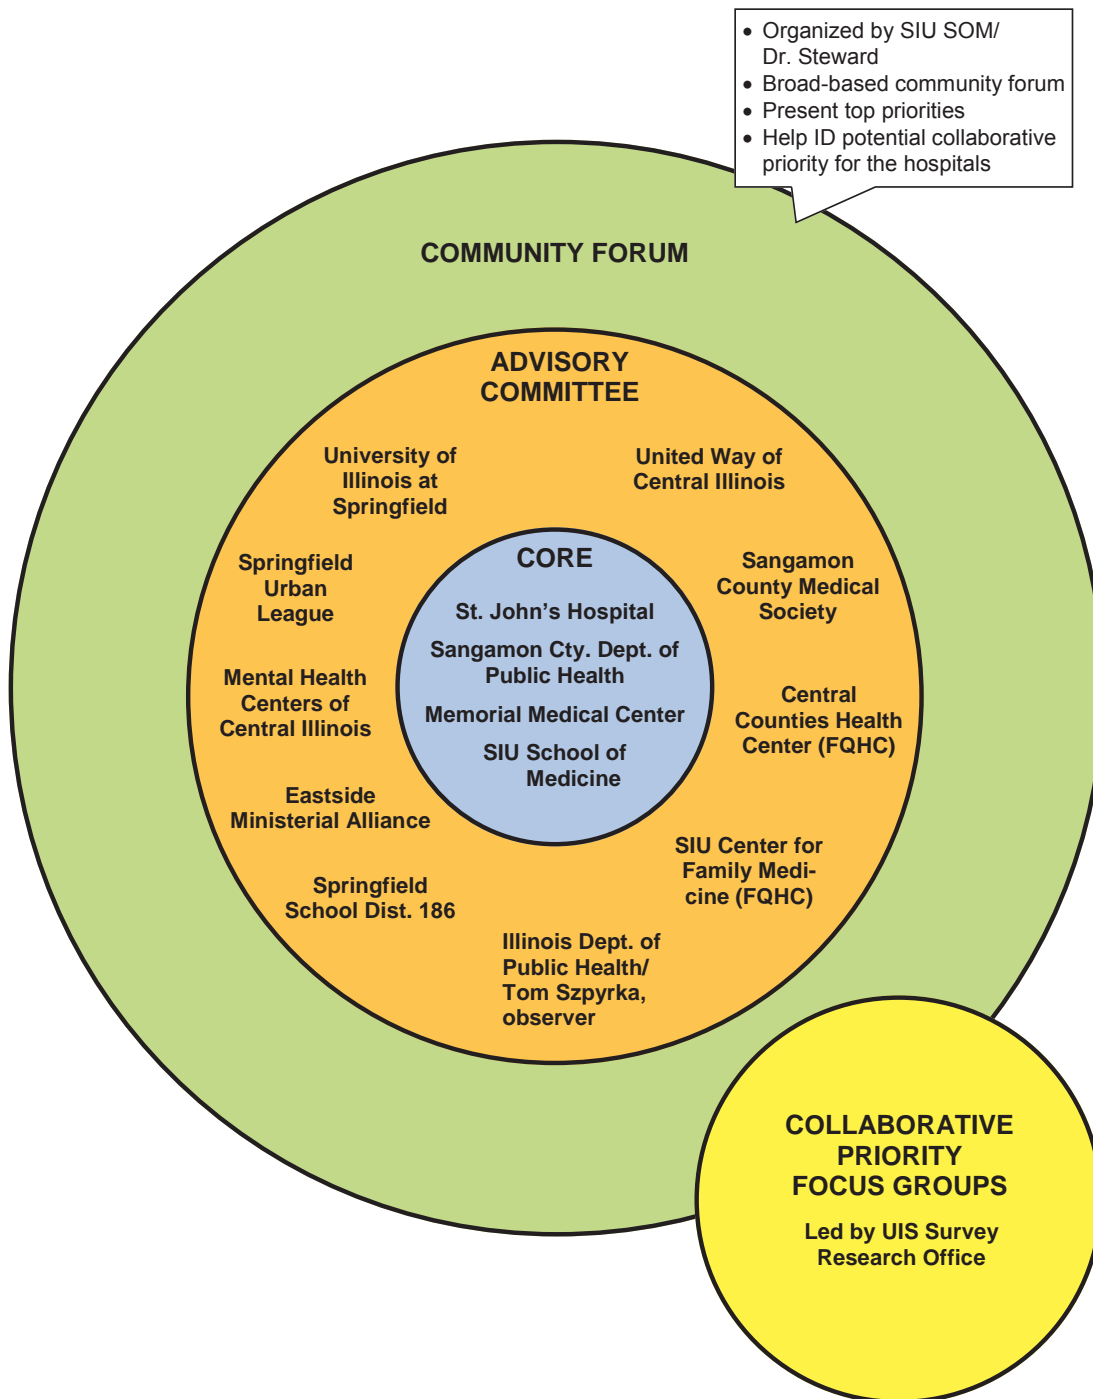 • Organized by SIU SOM/
Dr. Steward
• Broad-based community forum
• Present top priorities
• Help ID potential collaborative
priority for the hospitals
COMMUNITY FORUM
ADVISORY
COMMITTEE
University of
Illinois at
Springfield
United Way of
Central Illinois
Springfield
Urban
League
Sangamon
County Medical
Society
Mental Health
Centers of
Central Illinois
Central
Counties Health
Center (FQHC)
Eastside
Ministerial Alliance
SIU Center for
Family Medi-
cine (FQHC)
Springfield
School Dist. 186
Illinois Dept. of
Public Health/
Tom Szpyrka,
observer
CORE
St. John’s Hospital
Sangamon Cty. Dept. of
Public Health
Memorial Medical Center
SIU School of
Medicine
COLLABORATIVE
PRIORITY
FOCUS GROUPS
Led by UIS Survey
Research Office